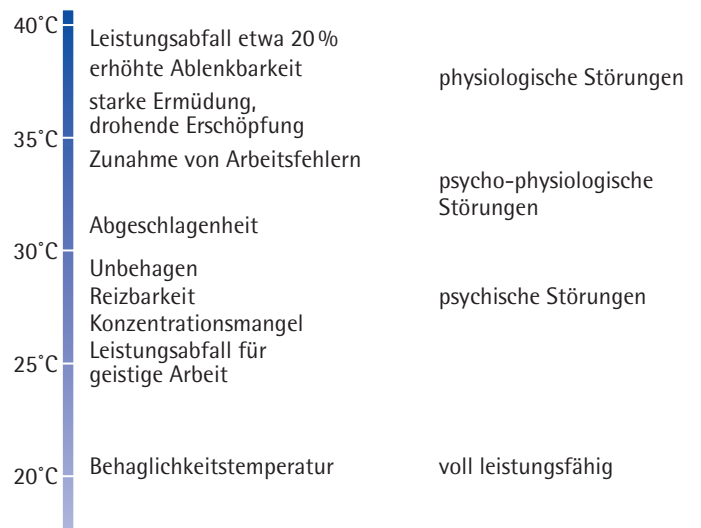 40°C
Leistungsabfall etwa 20 %
erhöhte Ablenkbarkeit
physiologische Störungen
starke Ermüdung,
drohende Erschöpfung
35°C
Zunahme von Arbeitsfehlern
psycho-physiologische
Störungen
Abgeschlagenheit
30°C
Unbehagen
Reizbarkeit
psychische Störungen
Konzentrationsmangel
Leistungsabfall für
25°C
geistige Arbeit
Behaglichkeitstemperatur
voll leistungsfähig
20°C